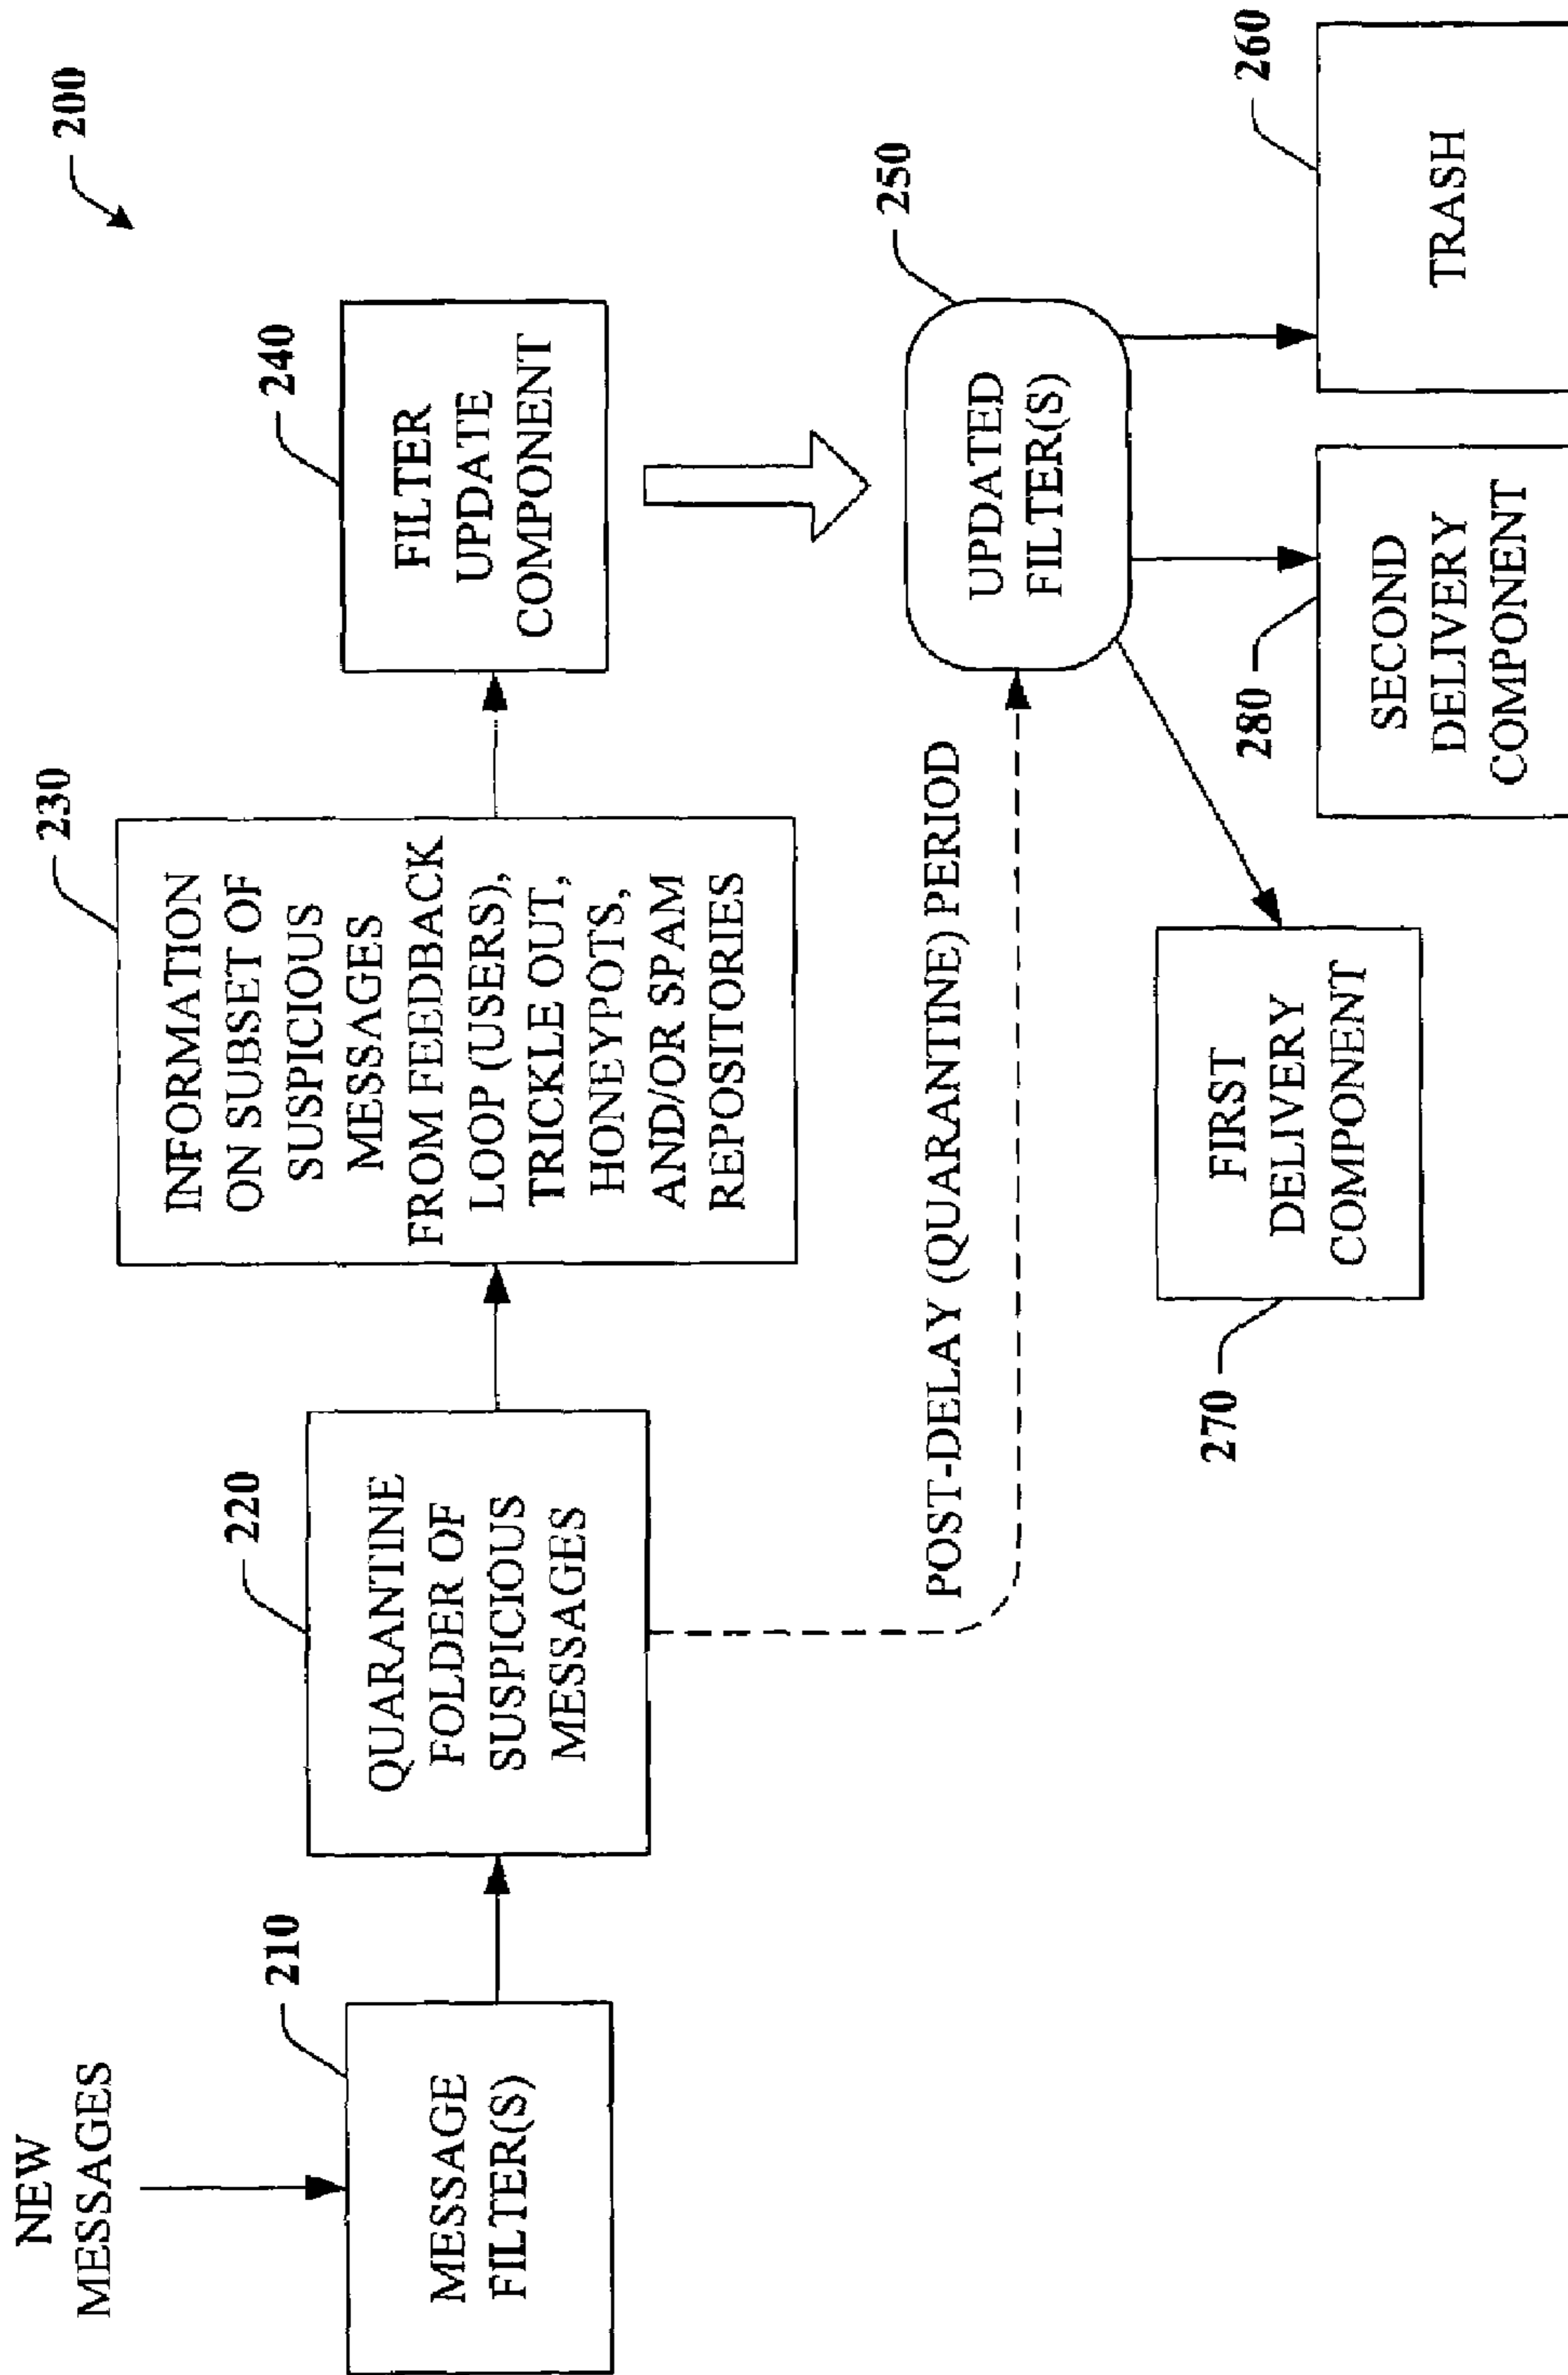 200
NEW
MESSAGES
210
MESSAGE
FILTER(S)
220
QUARANTINE
FOLDER OF
SUSPICIOUS
MESSAGES
230
INFORMATION
ON SUBSET OF
SUSPICIOUS
MESSAGES
FROM FEEDBACK
LOOP (USERS),
TRICKLE OUT,
HONEYPOTS,
AND/OR SPAM
REPOSITORIES
240
FILTER
UPDATE
COMPONENT
POST-DELAY (QUARANTINE) PERIOD
250
UPDATED
FILTER(S)
270
FIRST
DELIVERY
COMPONENT
280
SECOND
DELIVERY
COMPONENT
260
TRASH